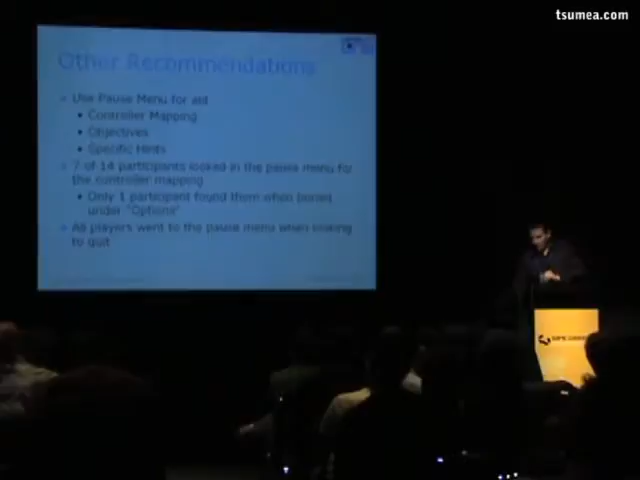 tsumea.com
Other Recommendations
Use Pause Menu for aid
• Controller Mapping
• Objectives
• Specific Hints
7 of 14 participants looked in the pause menu for
the controller mapping
• Only 1 participant found them when buried
under "Options"
All players went to the pause menu when looking
to quit